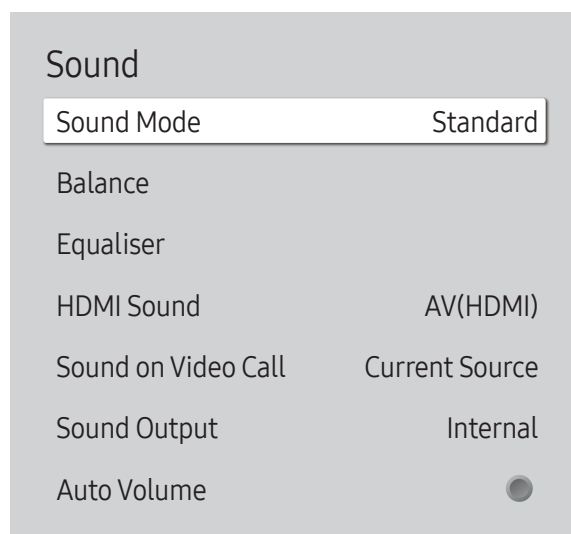 Sound
Sound Mode Standard
Balance
Equaliser
HDMI Sound AV(HDMI)
Sound on Video Call Current Source
Sound Output Internal
Auto Volume